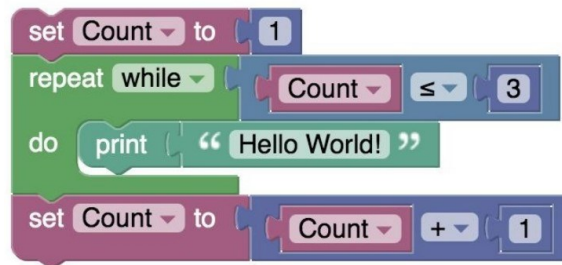 set Count to 1
repeat while Count ≤ 3
do print “ Hello World! ”
set Count to Count + 1